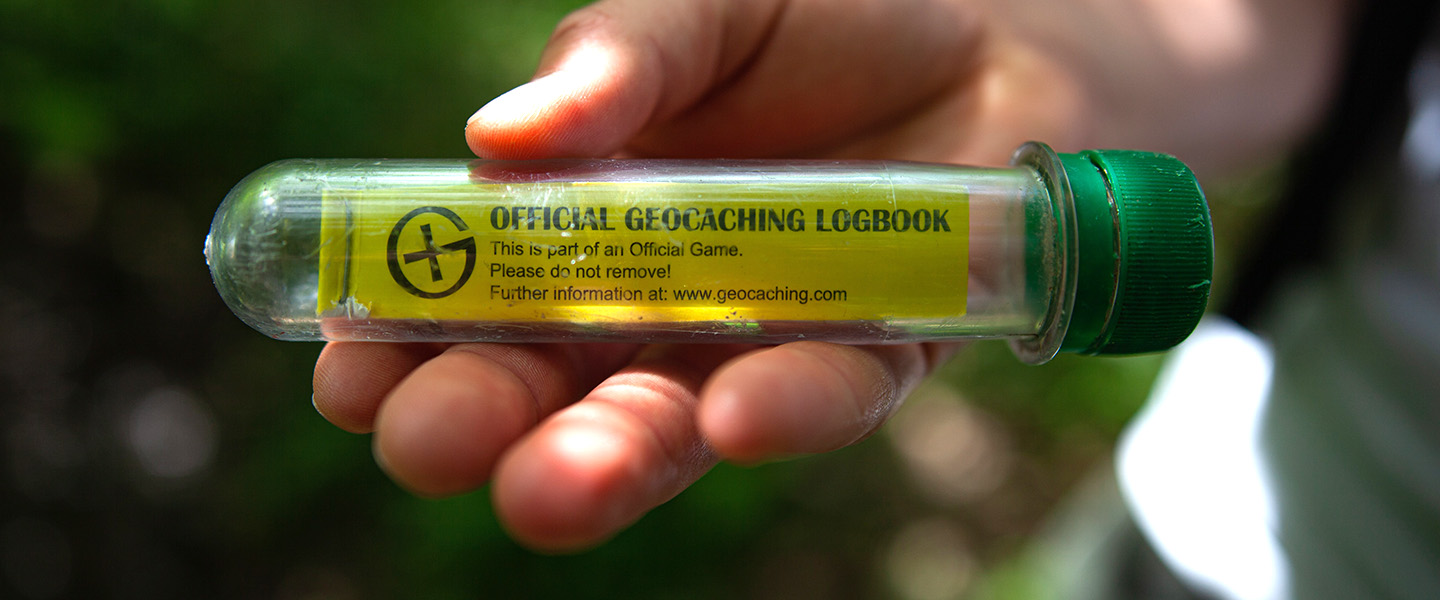 OFFICIAL GEOCACHING LOGBOOK
This is part of an Official Game.
Please do not remove!
Further information at: www.geocaching.com